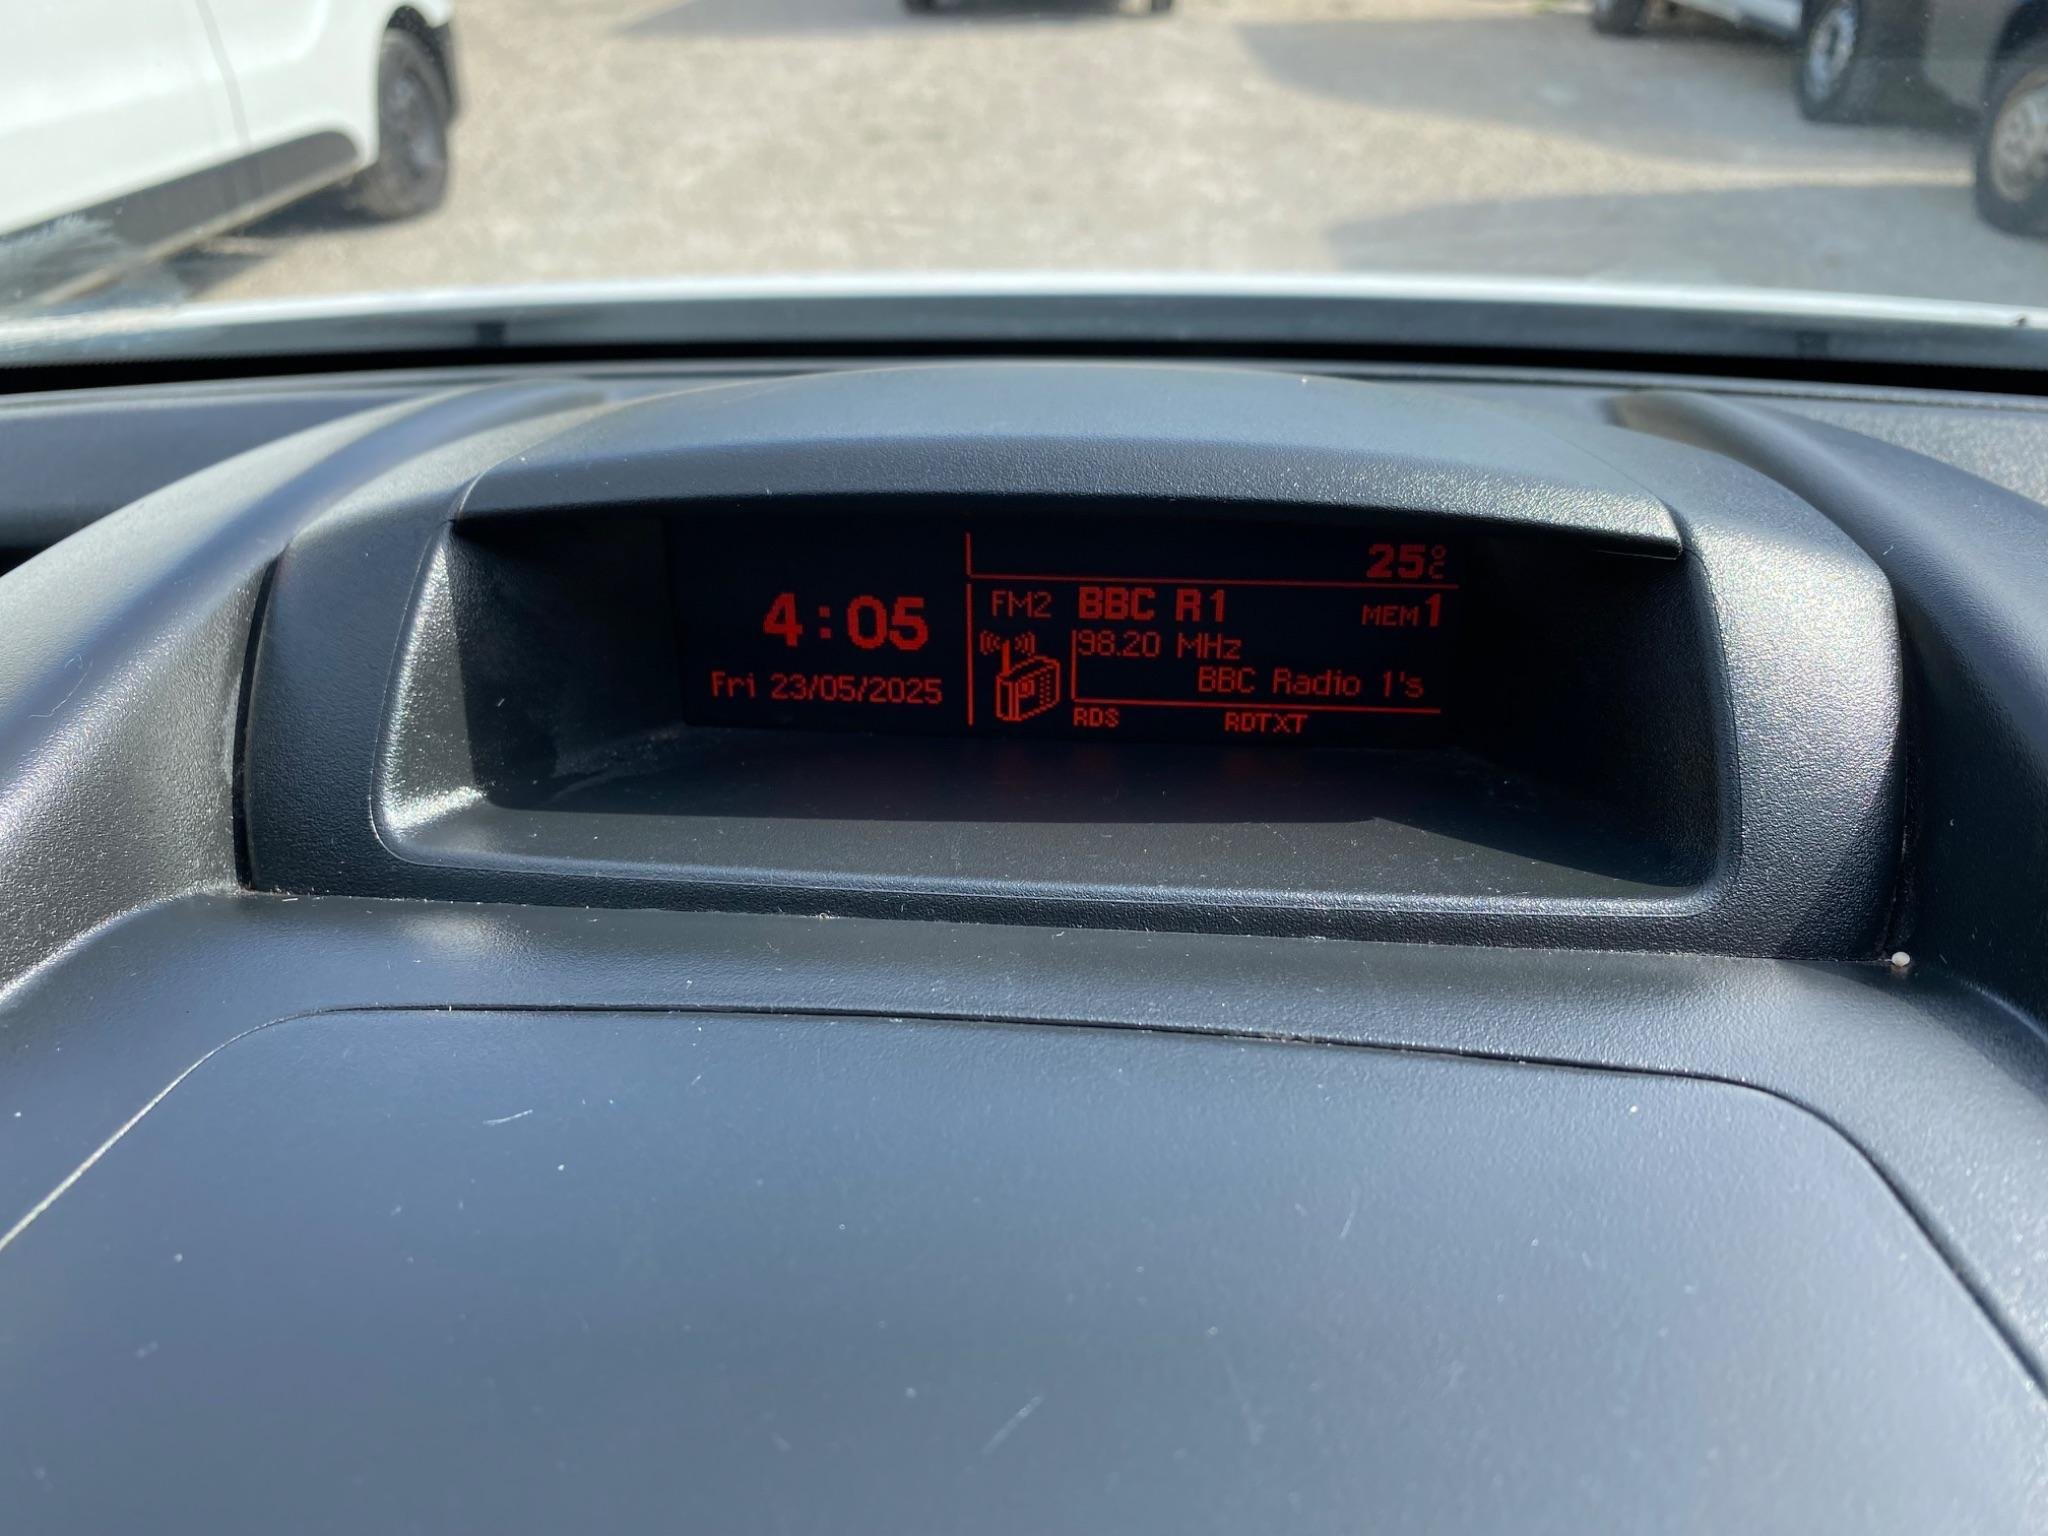 4:05
Fri 23/05/2025
25°C
FM2 BBC R1 MEM1
98.20 MHz
BBC Radio 1's
RDS RDTXT